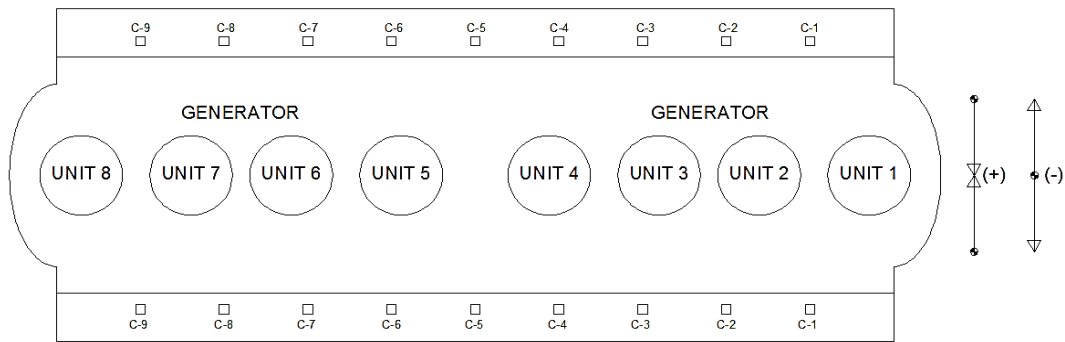 C-9 C-8 C-7 C-6 C-5 C-4 C-3 C-2 C-1
GENERATOR GENERATOR
UNIT 8 UNIT 7 UNIT 6 UNIT 5 UNIT 4 UNIT 3 UNIT 2 UNIT 1 (+) (-)
C-9 C-8 C-7 C-6 C-5 C-4 C-3 C-2 C-1